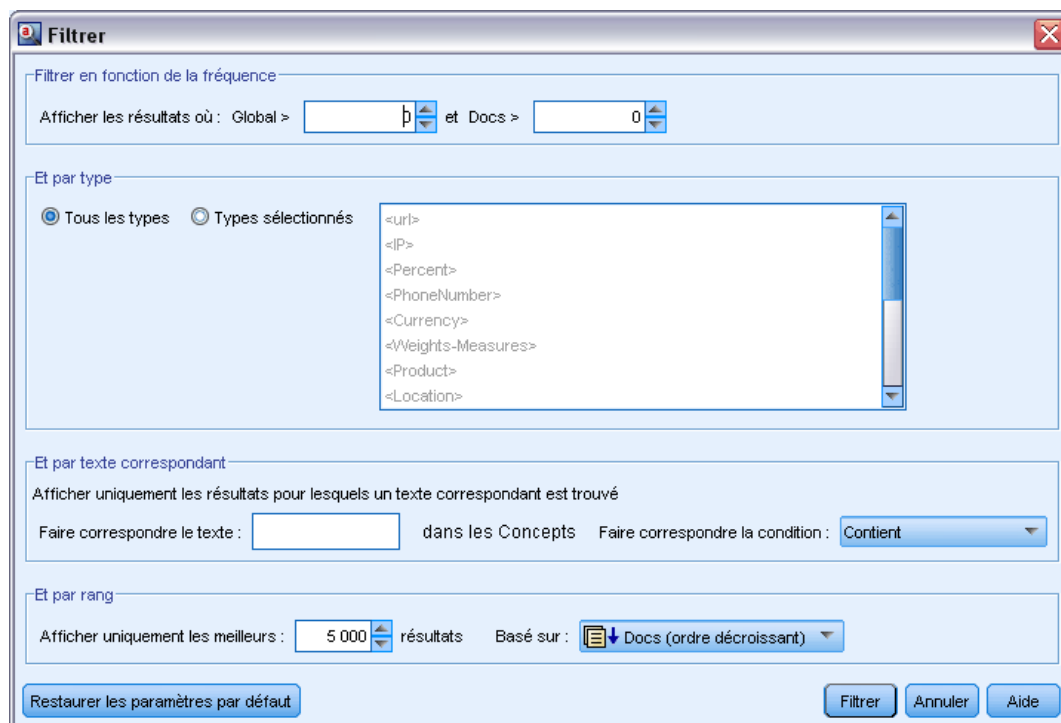 Filtrer
Filtrer en fonction de la fréquence
Afficher les résultats où : Global > 0 et Docs > 0
Et par type
Tous les types Types sélectionnés
<url>
<IP>
<Percent>
<PhoneNumber>
<Currency>
<Weights-Measures>
<Product>
<Location>
Et par texte correspondant
Afficher uniquement les résultats pour lesquels un texte correspondant est trouvé
Faire correspondre le texte : dans les Concepts Faire correspondre la condition : Contient
Et par rang
Afficher uniquement les meilleurs : 5 000 résultats Basé sur : Docs (ordre décroissant)
Restaurer les paramètres par défaut Filtrer Annuler Aide